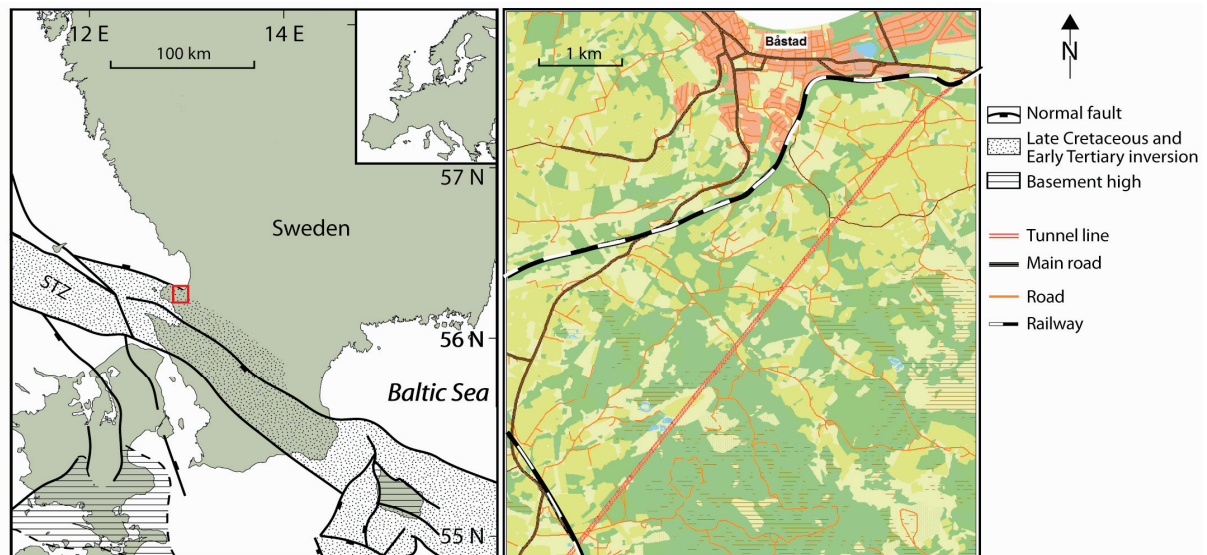 12 E
14 E
100 km
57 N
Sweden
STZ
56 N
Baltic Sea
55 N
Båstad
1 km
N
Normal fault
Late Cretaceous and
Early Tertiary inversion
Basement high
Tunnel line
Main road
Road
Railway